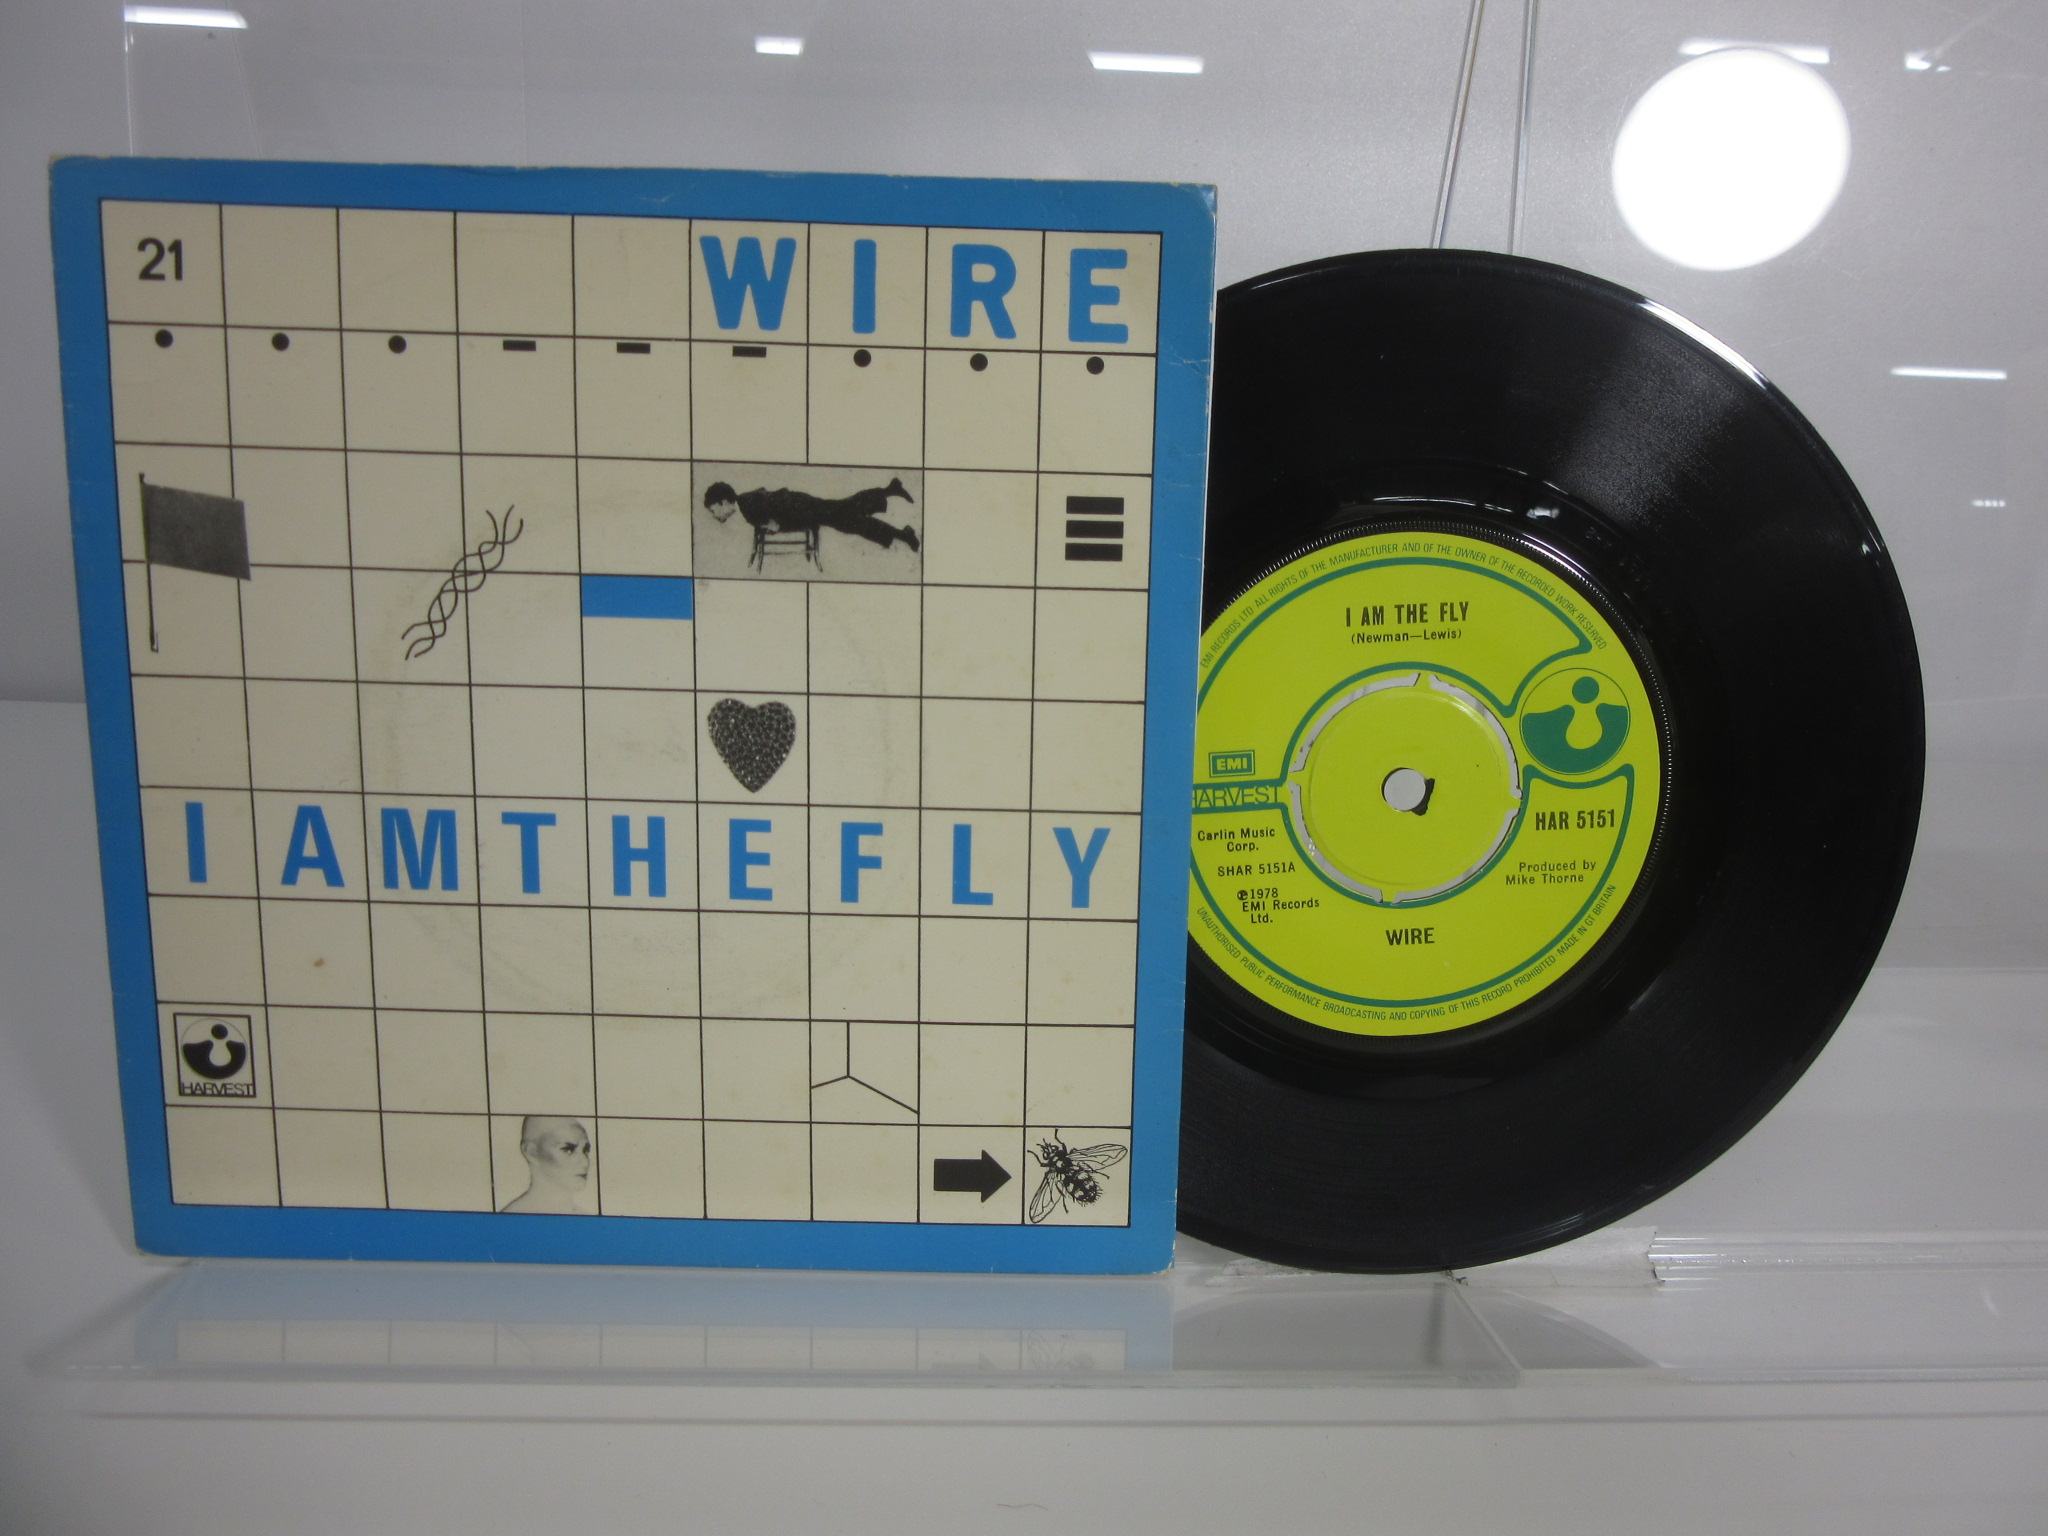 21
WIRE
I AM THE FLY
HARVEST
EMI RECORDS LTD ALL RIGHTS OF THE MANUFACTURER AND OF THE OWNER OF THE RECORDED WORK RESERVED
I AM THE FLY
(Newman—Lewis)
EMI
HARVEST
HAR 5151
Carlin Music
Corp.
SHAR 5151A
Produced by
Mike Thorne
℗1978
EMI Records
Ltd.
WIRE
UNAUTHORISED PUBLIC PERFORMANCE BROADCASTING AND COPYING OF THIS RECORD PROHIBITED MADE IN GT BRITAIN